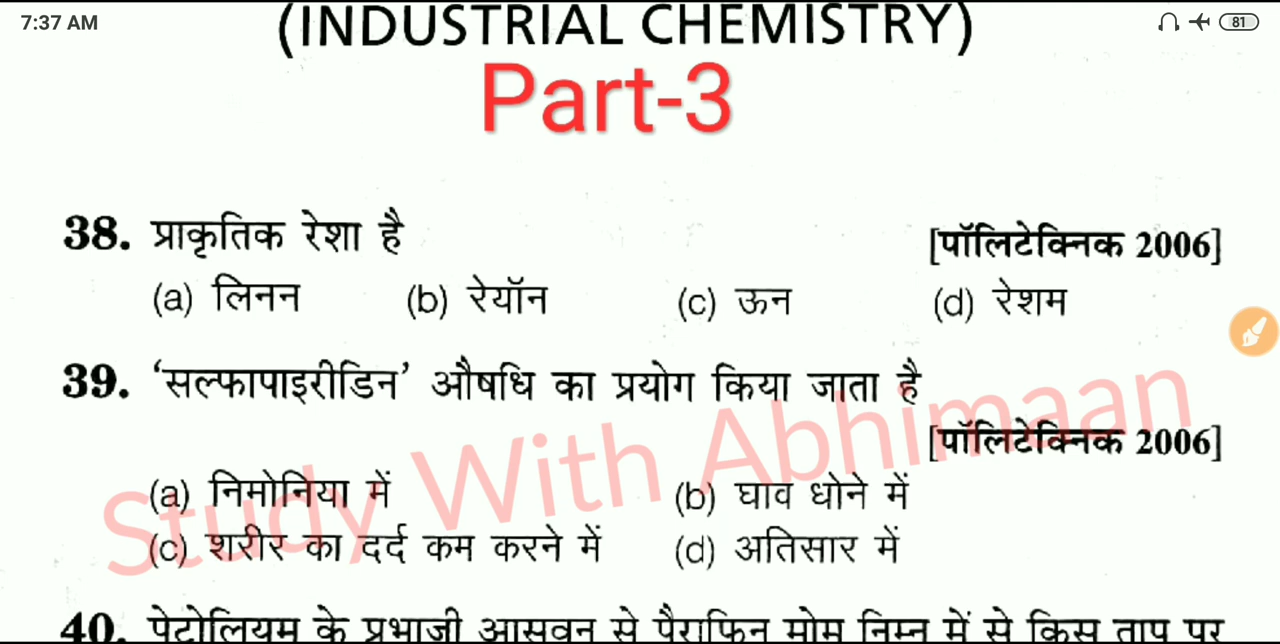 7:37 AM
81
(INDUSTRIAL CHEMISTRY)
Part-3
38. प्राकृतिक रेशा है [पॉलिटेक्निक 2006]
(a) लिनन (b) रेयॉन (c) ऊन (d) रेशम
39. 'सल्फापाइरीडिन' औषधि का प्रयोग किया जाता है
[पॉलिटेक्निक 2006]
(a) निमोनिया में (b) घाव धोने में
(c) शरीर का दर्द कम करने में (d) अतिसार में
Study With Abhimaan
40. पेट्रोलियम के प्रभाजी आसवन से पैराफिन मोम निम्न में से किस ताप पर